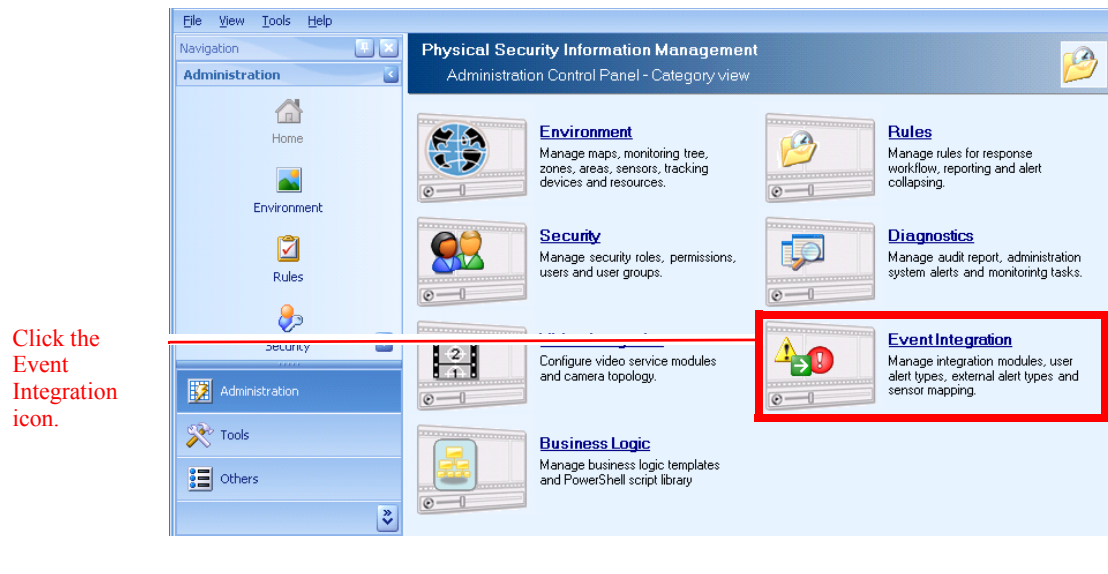 File View Tools Help
Navigation
Administration
Home
Environment
Rules
Security
Administration
Tools
Others
Physical Security Information Management
Administration Control Panel - Category view
Environment
Manage maps, monitoring tree,
zones, areas, sensors, tracking
devices and resources.
Rules
Manage rules for response
workflow, reporting and alert
collapsing.
Security
Manage security roles, permissions,
users and user groups.
Diagnostics
Manage audit report, administration
system alerts and monitorintg tasks.
Configure video service modules
and camera topology.
Event Integration
Manage integration modules, user
alert types, external alert types and
sensor mapping.
Business Logic
Manage business logic templates
and PowerShell script library
Click the
Event
Integration
icon.